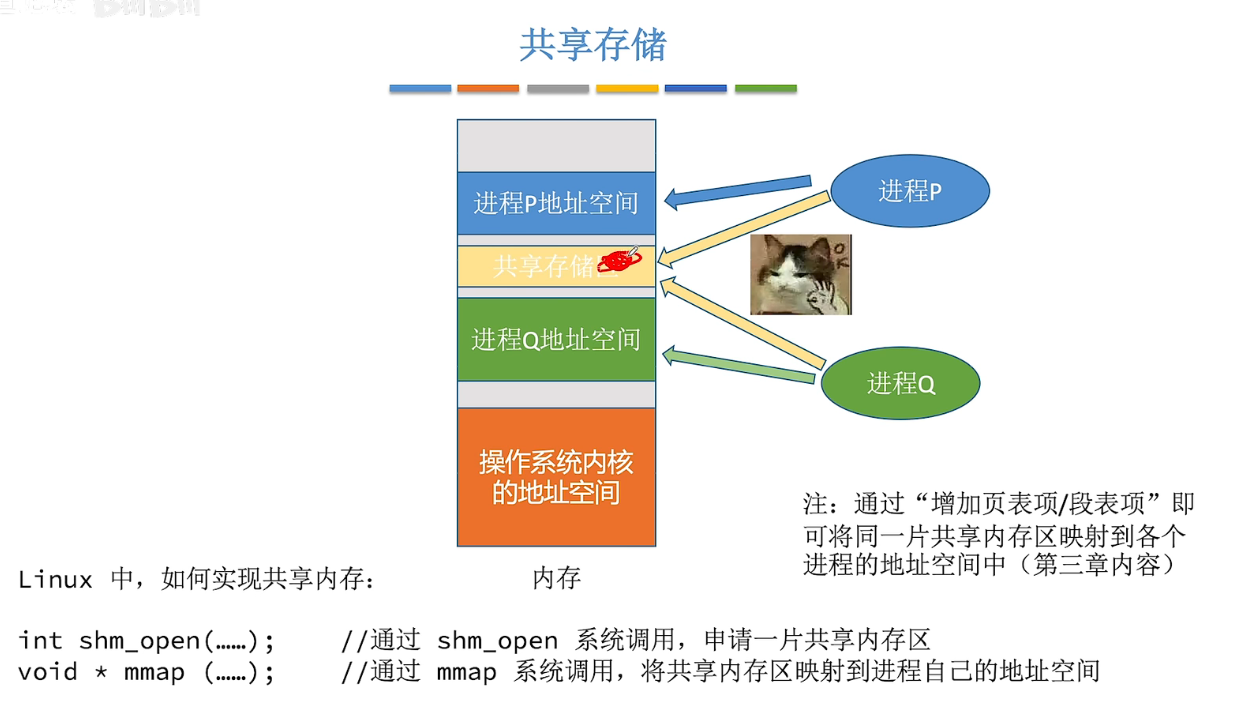 共享存储
进程P地址空间
进程P
共享存储
OK
进程Q地址空间
进程Q
操作系统内核
的地址空间
内存
注：通过“增加页表项/段表项”即
可将同一片共享内存区映射到各个
进程的地址空间中（第三章内容）
Linux 中，如何实现共享内存：
int shm_open(……); //通过 shm_open 系统调用，申请一片共享内存区
void * mmap (……); //通过 mmap 系统调用，将共享内存区映射到进程自己的地址空间